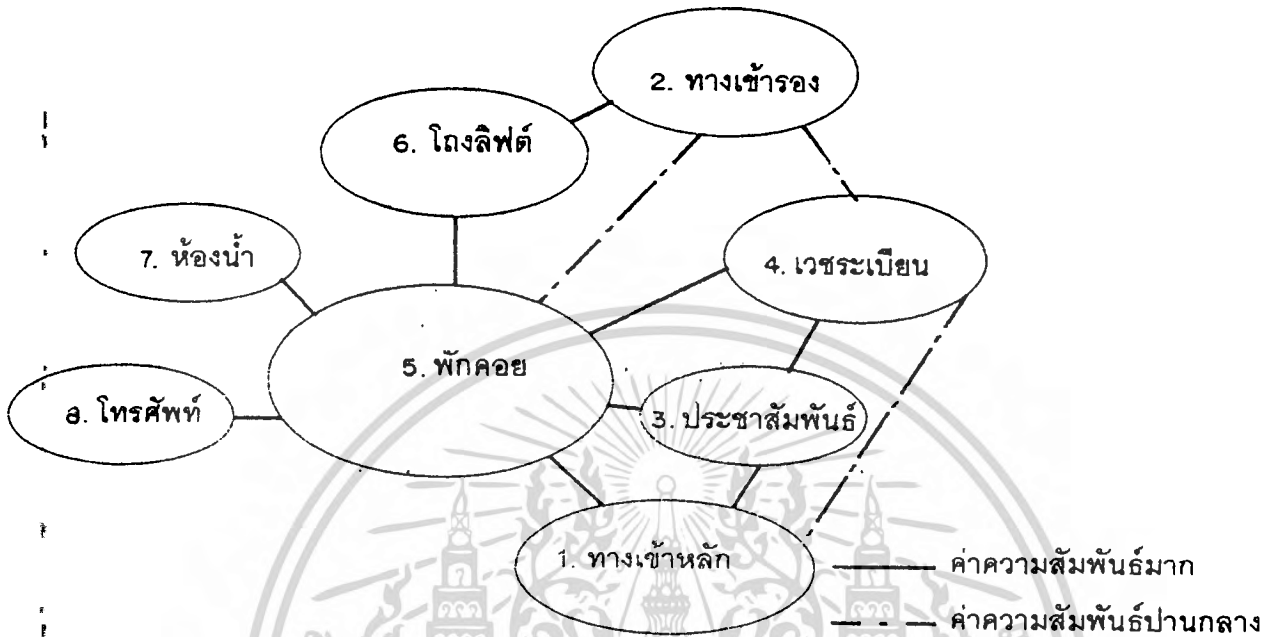 2. ทางเข้ารอง
6. โถงลิฟต์
7. ห้องน้ำ
4. เวชระเบียน
5. พักคอย
8. โทรศัพท์
3. ประชาสัมพันธ์
1. ทางเข้าหลัก
ค่าความสัมพันธ์มาก
ค่าความสัมพันธ์ปานกลาง